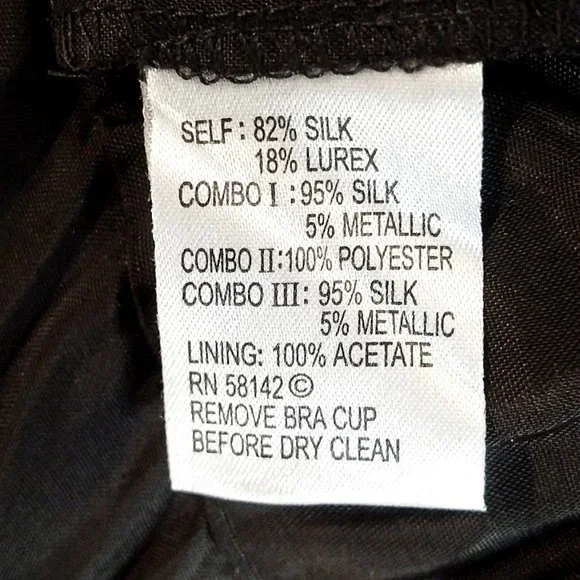 SELF: 82% SILK
18% LUREX
COMBO I :95% SILK
5% METALLIC
COMBO II:100% POLYESTER
COMBO III: 95% SILK
5% METALLIC
LINING: 100% ACETATE
RN 58142 ©
REMOVE BRA CUP
BEFORE DRY CLEAN